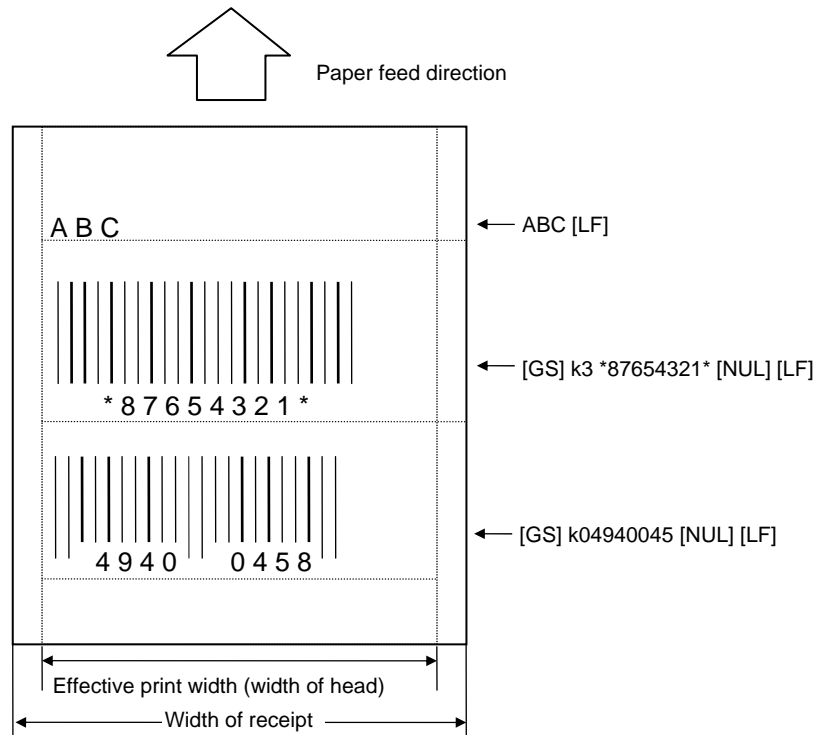 Paper feed direction
A B C
ABC [LF]
[GS] k3 *87654321* [NUL] [LF]
* 8 7 6 5 4 3 2 1 *
[GS] k04940045 [NUL] [LF]
4 9 4 0 0 4 5 8
Effective print width (width of head)
Width of receipt